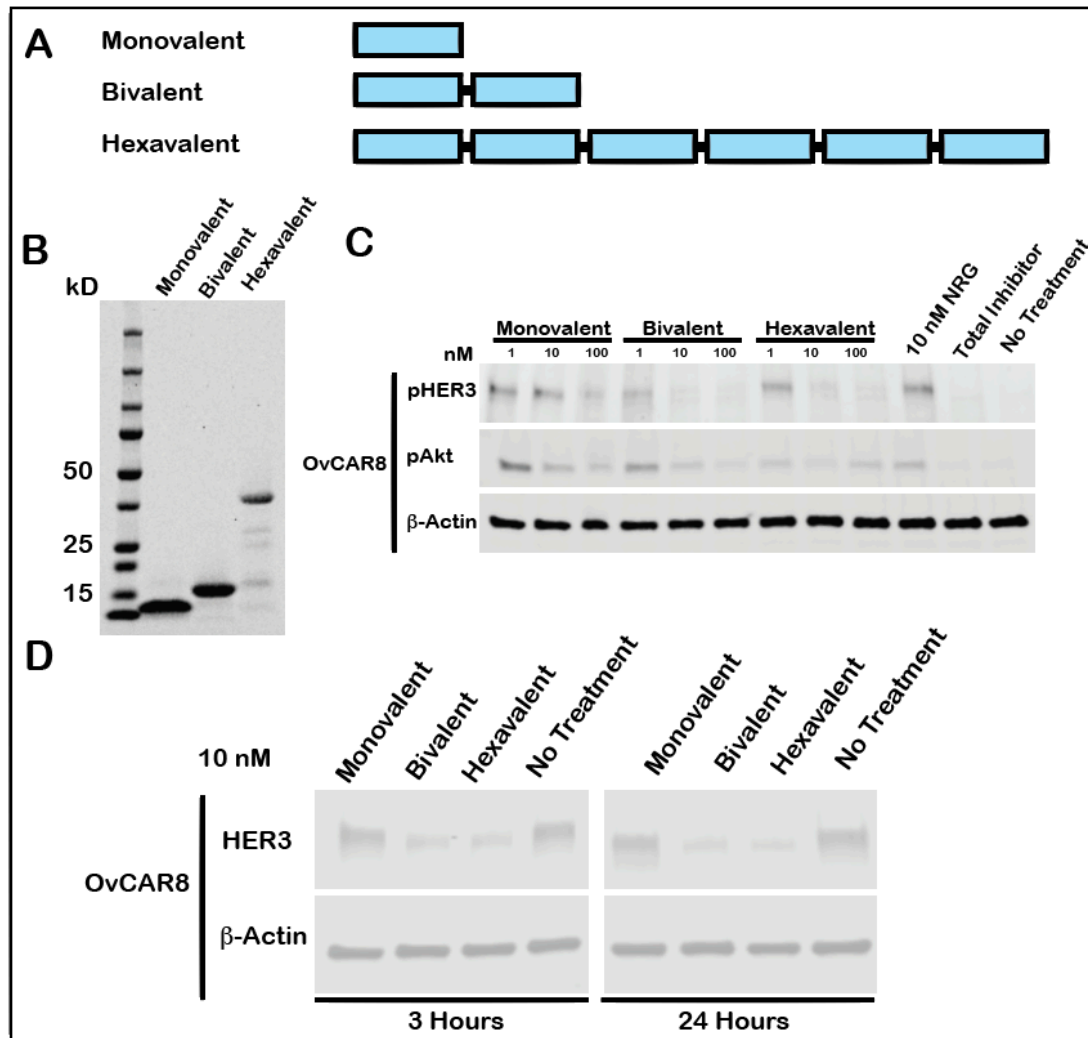 A
Monovalent
Bivalent
Hexavalent
B
kD
Monovalent
Bivalent
Hexavalent
50
25
15
C
Monovalent Bivalent Hexavalent 10 nM NRG Total Inhibitor No Treatment
nM 1 10 100 1 10 100 1 10 100
pHER3
OvCAR8
pAkt
β-Actin
D
10 nM
Monovalent Bivalent Hexavalent No Treatment Monovalent Bivalent Hexavalent No Treatment
HER3
OvCAR8
β-Actin
3 Hours 24 Hours